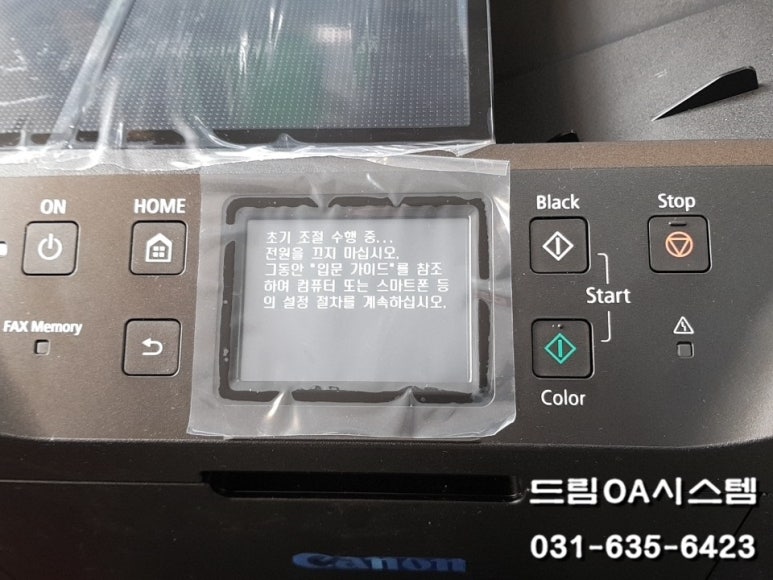 ON
HOME
Black
Stop
초기 조절 수행 중...
전원을 끄지 마십시오.
그동안 "입문 가이드"를 참조
하여 컴퓨터 또는 스마트폰 등
의 설정 절차를 계속하십시오.
Start
FAX Memory
Color
드림OA시스템
031-635-6423
Canon